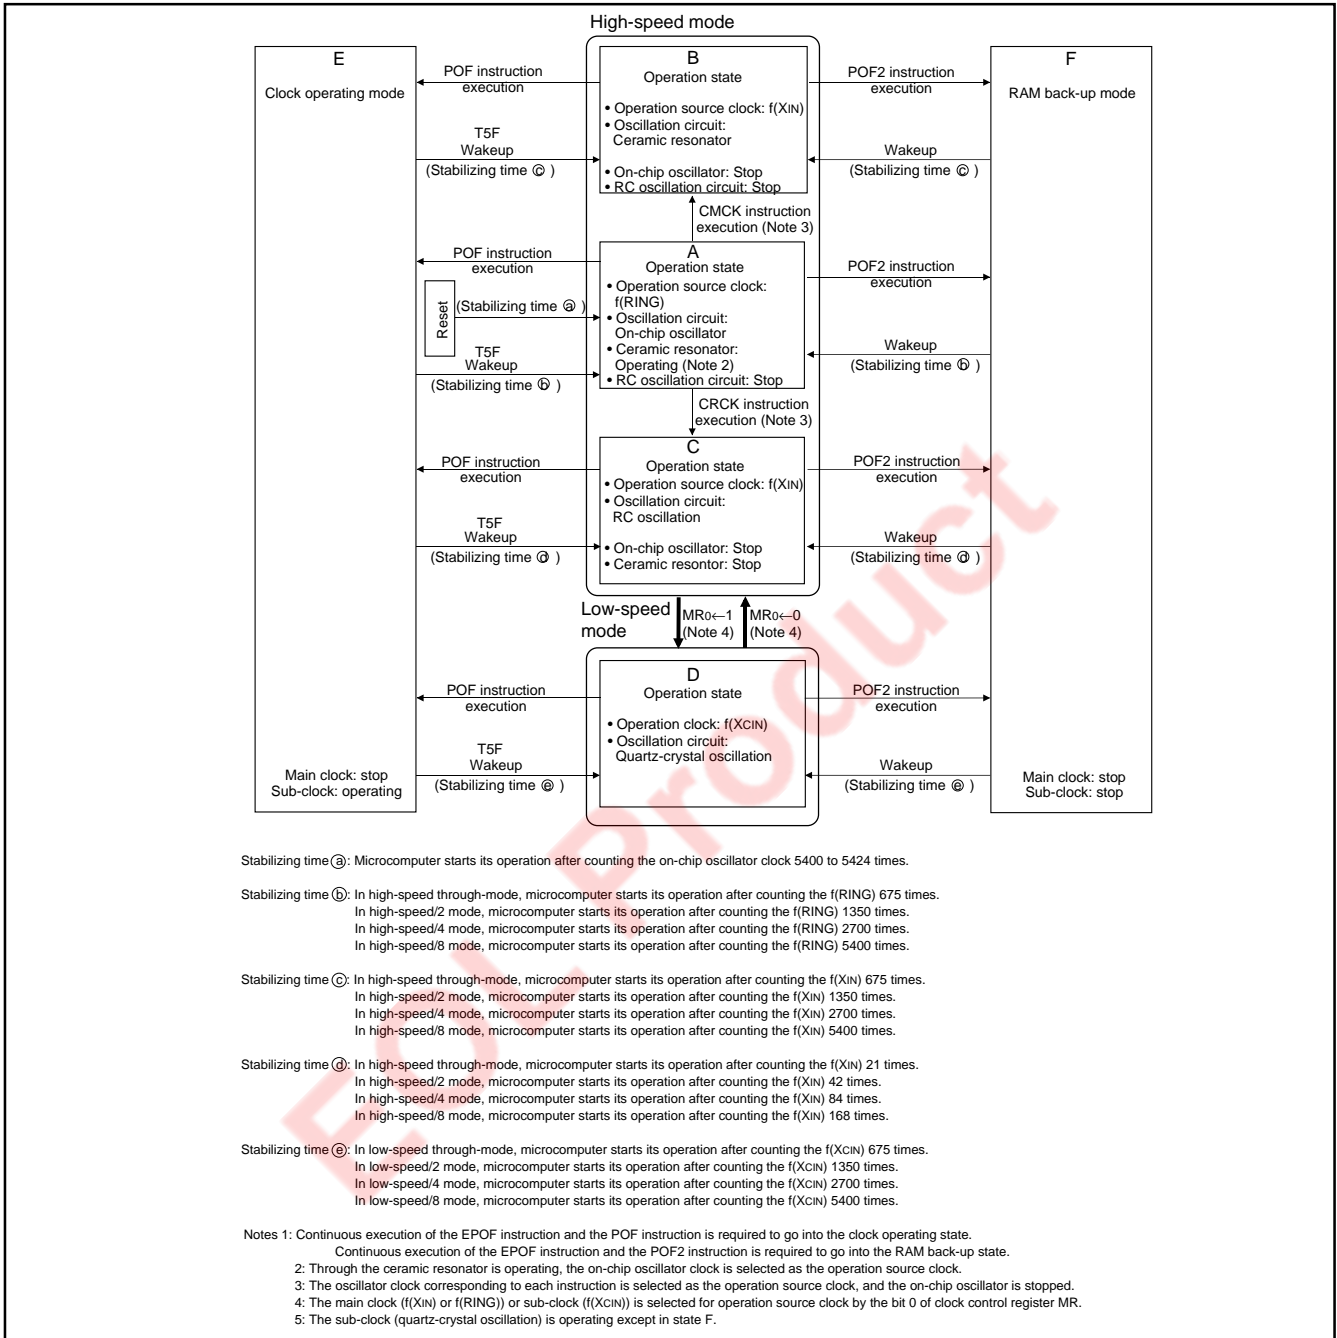 High-speed mode
E
Clock operating mode
POF instruction
execution
T5F
Wakeup
(Stabilizing time ⓒ )
B
Operation state
• Operation source clock: f(XIN)
• Oscillation circuit:
Ceramic resonator
• On-chip oscillator: Stop
• RC oscillation circuit: Stop
POF2 instruction
execution
Wakeup
(Stabilizing time ⓒ )
F
RAM back-up mode
CMCK instruction
execution (Note 3)
POF instruction
execution
Reset
(Stabilizing time ⓐ )
T5F
Wakeup
(Stabilizing time ⓑ )
A
Operation state
• Operation source clock:
f(RING)
• Oscillation circuit:
On-chip oscillator
• Ceramic resonator:
Operating (Note 2)
• RC oscillation circuit: Stop
POF2 instruction
execution
Wakeup
(Stabilizing time ⓑ )
CRCK instruction
execution (Note 3)
POF instruction
execution
T5F
Wakeup
(Stabilizing time ⓓ )
C
Operation state
• Operation source clock: f(XIN)
• Oscillation circuit:
RC oscillation
• On-chip oscillator: Stop
• Ceramic resontor: Stop
POF2 instruction
execution
Wakeup
(Stabilizing time ⓓ )
Low-speed
mode
MR0←1
(Note 4)
MR0←0
(Note 4)
POF instruction
execution
T5F
Wakeup
(Stabilizing time ⓔ )
D
Operation state
• Operation clock: f(XCIN)
• Oscillation circuit:
Quartz-crystal oscillation
POF2 instruction
execution
Wakeup
(Stabilizing time ⓔ )
Main clock: stop
Sub-clock: operating
Main clock: stop
Sub-clock: stop
Stabilizing time ⓐ: Microcomputer starts its operation after counting the on-chip oscillator clock 5400 to 5424 times.
Stabilizing time ⓑ: In high-speed through-mode, microcomputer starts its operation after counting the f(RING) 675 times.
In high-speed/2 mode, microcomputer starts its operation after counting the f(RING) 1350 times.
In high-speed/4 mode, microcomputer starts its operation after counting the f(RING) 2700 times.
In high-speed/8 mode, microcomputer starts its operation after counting the f(RING) 5400 times.
Stabilizing time ⓒ: In high-speed through-mode, microcomputer starts its operation after counting the f(XIN) 675 times.
In high-speed/2 mode, microcomputer starts its operation after counting the f(XIN) 1350 times.
In high-speed/4 mode, microcomputer starts its operation after counting the f(XIN) 2700 times.
In high-speed/8 mode, microcomputer starts its operation after counting the f(XIN) 5400 times.
Stabilizing time ⓓ: In high-speed through-mode, microcomputer starts its operation after counting the f(XIN) 21 times.
In high-speed/2 mode, microcomputer starts its operation after counting the f(XIN) 42 times.
In high-speed/4 mode, microcomputer starts its operation after counting the f(XIN) 84 times.
In high-speed/8 mode, microcomputer starts its operation after counting the f(XIN) 168 times.
Stabilizing time ⓔ: In low-speed through-mode, microcomputer starts its operation after counting the f(XCIN) 675 times.
In low-speed/2 mode, microcomputer starts its operation after counting the f(XCIN) 1350 times.
In low-speed/4 mode, microcomputer starts its operation after counting the f(XCIN) 2700 times.
In low-speed/8 mode, microcomputer starts its operation after counting the f(XCIN) 5400 times.
Notes 1: Continuous execution of the EPOF instruction and the POF instruction is required to go into the clock operating state.
Continuous execution of the EPOF instruction and the POF2 instruction is required to go into the RAM back-up state.
2: Through the ceramic resonator is operating, the on-chip oscillator clock is selected as the operation source clock.
3: The oscillator clock corresponding to each instruction is selected as the operation source clock, and the on-chip oscillator is stopped.
4: The main clock (f(XIN) or f(RING)) or sub-clock (f(XCIN)) is selected for operation source clock by the bit 0 of clock control register MR.
5: The sub-clock (quartz-crystal oscillation) is operating except in state F.
EOL Product